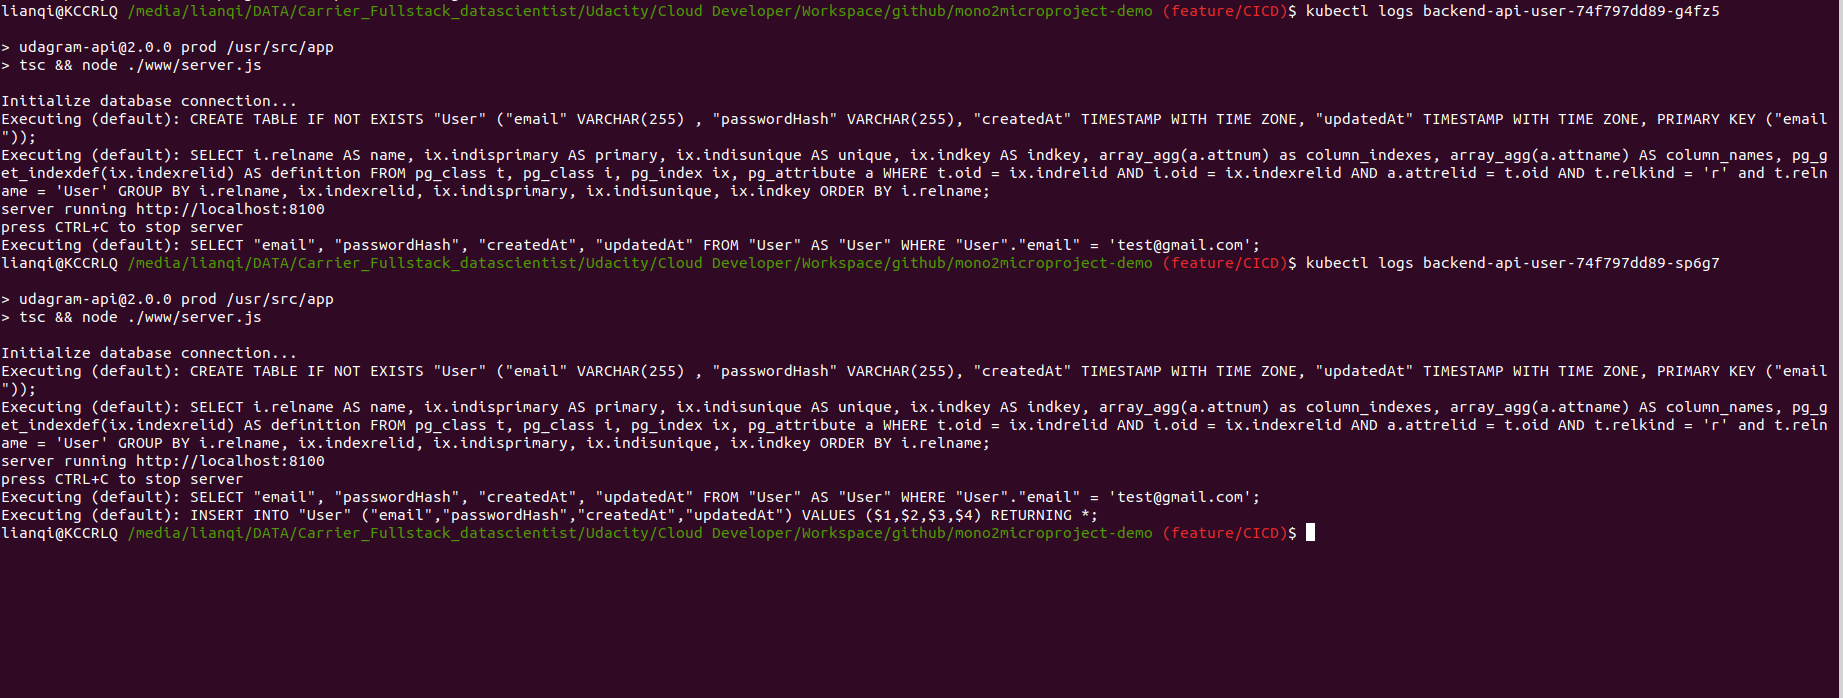 lianqi@KCCRLQ /media/lianqi/DATA/Carrier_Fullstack_datascientist/Udacity/Cloud Developer/Workspace/github/mono2microproject-demo (feature/CICD)$ kubectl logs backend-api-user-74f797dd89-g4fz5
> udagram-api@2.0.0 prod /usr/src/app
> tsc && node ./www/server.js
Initialize database connection...
Executing (default): CREATE TABLE IF NOT EXISTS "User" ("email" VARCHAR(255) , "passwordHash" VARCHAR(255), "createdAt" TIMESTAMP WITH TIME ZONE, "updatedAt" TIMESTAMP WITH TIME ZONE, PRIMARY KEY ("email
"));
Executing (default): SELECT i.relname AS name, ix.indisprimary AS primary, ix.indisunique AS unique, ix.indkey AS indkey, array_agg(a.attnum) as column_indexes, array_agg(a.attname) AS column_names, pg_g
et_indexdef(ix.indexrelid) AS definition FROM pg_class t, pg_class i, pg_index ix, pg_attribute a WHERE t.oid = ix.indrelid AND i.oid = ix.indexrelid AND a.attrelid = t.oid AND t.relkind = 'r' and t.reln
ame = 'User' GROUP BY i.relname, ix.indexrelid, ix.indisprimary, ix.indisunique, ix.indkey ORDER BY i.relname;
server running http://localhost:8100
press CTRL+C to stop server
Executing (default): SELECT "email", "passwordHash", "createdAt", "updatedAt" FROM "User" AS "User" WHERE "User"."email" = 'test@gmail.com';
lianqi@KCCRLQ /media/lianqi/DATA/Carrier_Fullstack_datascientist/Udacity/Cloud Developer/Workspace/github/mono2microproject-demo (feature/CICD)$ kubectl logs backend-api-user-74f797dd89-sp6g7
> udagram-api@2.0.0 prod /usr/src/app
> tsc && node ./www/server.js
Initialize database connection...
Executing (default): CREATE TABLE IF NOT EXISTS "User" ("email" VARCHAR(255) , "passwordHash" VARCHAR(255), "createdAt" TIMESTAMP WITH TIME ZONE, "updatedAt" TIMESTAMP WITH TIME ZONE, PRIMARY KEY ("email
"));
Executing (default): SELECT i.relname AS name, ix.indisprimary AS primary, ix.indisunique AS unique, ix.indkey AS indkey, array_agg(a.attnum) as column_indexes, array_agg(a.attname) AS column_names, pg_g
et_indexdef(ix.indexrelid) AS definition FROM pg_class t, pg_class i, pg_index ix, pg_attribute a WHERE t.oid = ix.indrelid AND i.oid = ix.indexrelid AND a.attrelid = t.oid AND t.relkind = 'r' and t.reln
ame = 'User' GROUP BY i.relname, ix.indexrelid, ix.indisprimary, ix.indisunique, ix.indkey ORDER BY i.relname;
server running http://localhost:8100
press CTRL+C to stop server
Executing (default): SELECT "email", "passwordHash", "createdAt", "updatedAt" FROM "User" AS "User" WHERE "User"."email" = 'test@gmail.com';
Executing (default): INSERT INTO "User" ("email","passwordHash","createdAt","updatedAt") VALUES ($1,$2,$3,$4) RETURNING *;
lianqi@KCCRLQ /media/lianqi/DATA/Carrier_Fullstack_datascientist/Udacity/Cloud Developer/Workspace/github/mono2microproject-demo (feature/CICD)$